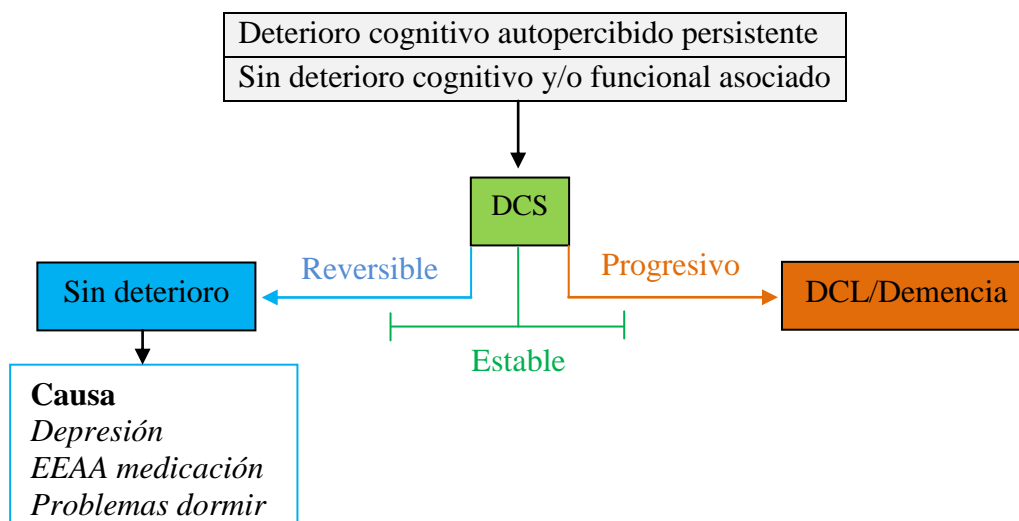 Deterioro cognitivo autopercibido persistente
Sin deterioro cognitivo y/o funcional asociado
DCS
Reversible
Progresivo
Sin deterioro
DCL/Demencia
Estable
Causa
Depresión
EEAA medicación
Problemas dormir